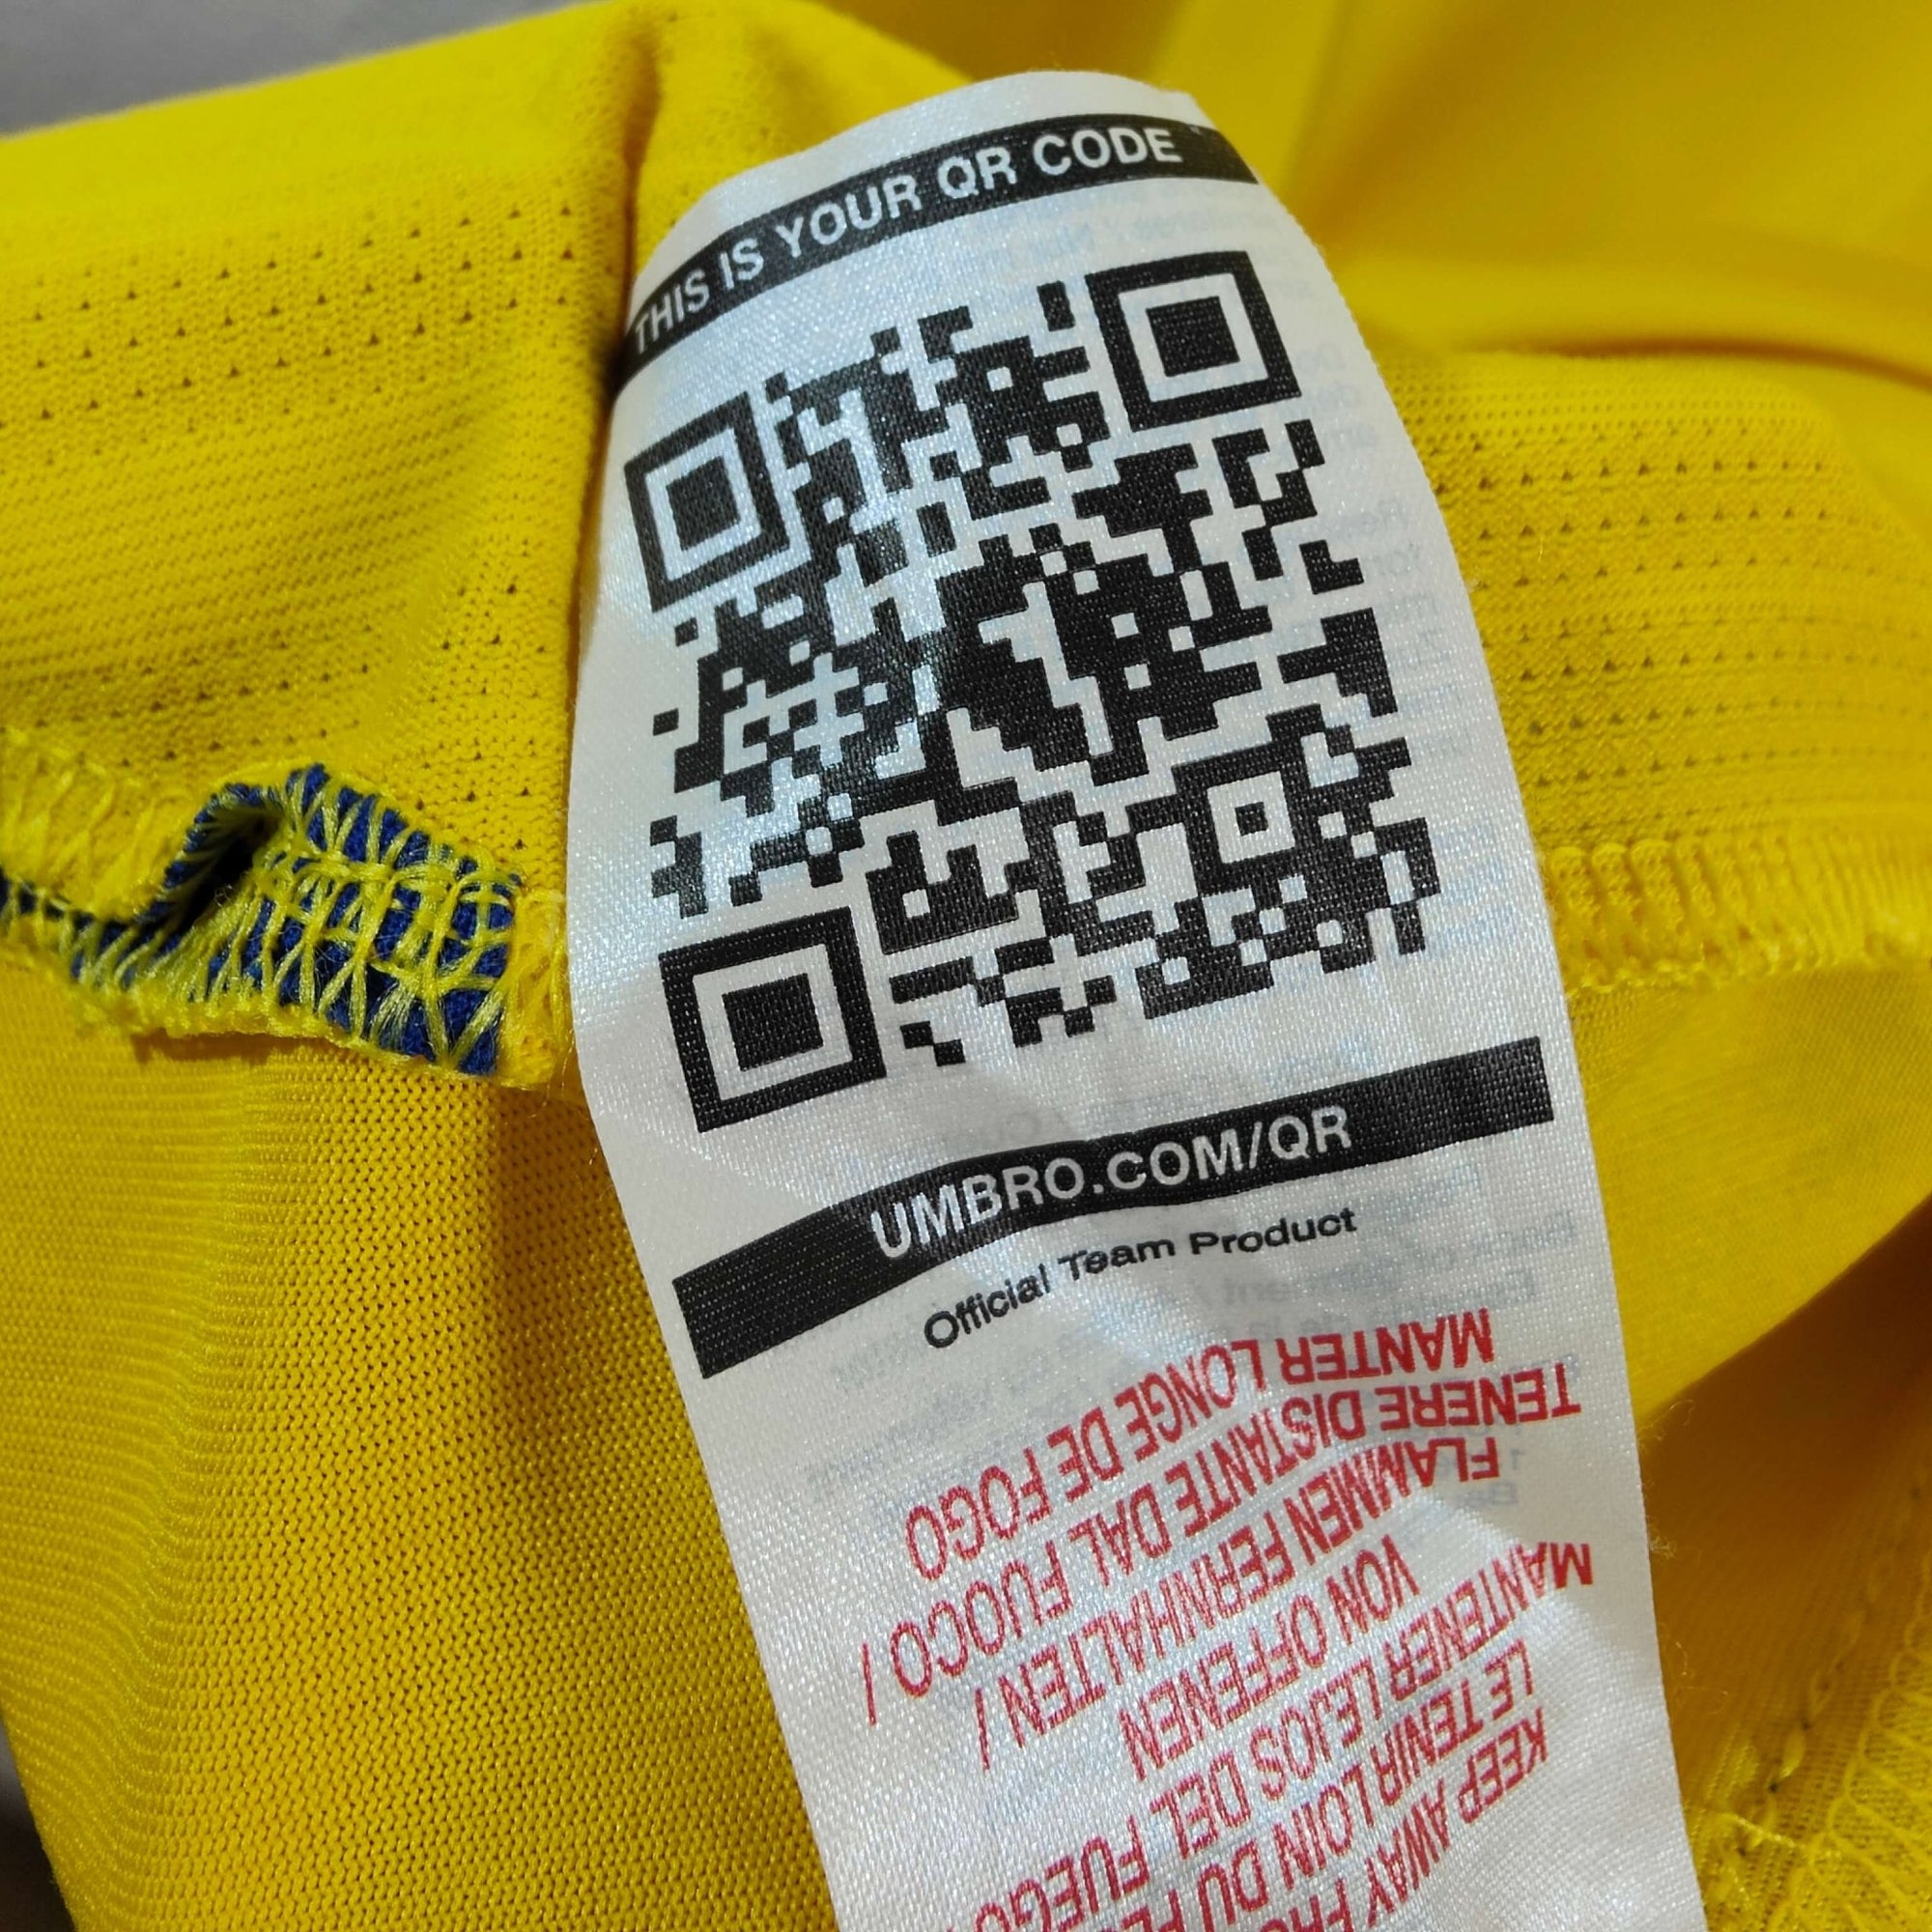 THIS IS YOUR QR CODE
UMBRO.COM/QR
Official Team Product
KEEP AWAY
LE TENIR LOIN DU
MANTENER LEJOS DEL FUEGO
VON OFFENEN
FLAMMEN FERNHALTEN /
TENERE DISTANTE DAL FUOCO /
MANTER LONGE DE FOGO